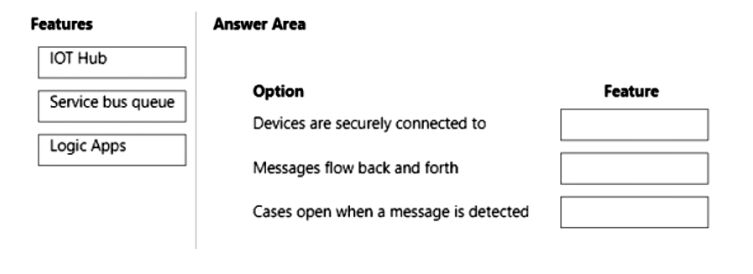 Features
IOT Hub
Service bus queue
Logic Apps
Answer Area
Option Feature
Devices are securely connected to
Messages flow back and forth
Cases open when a message is detected